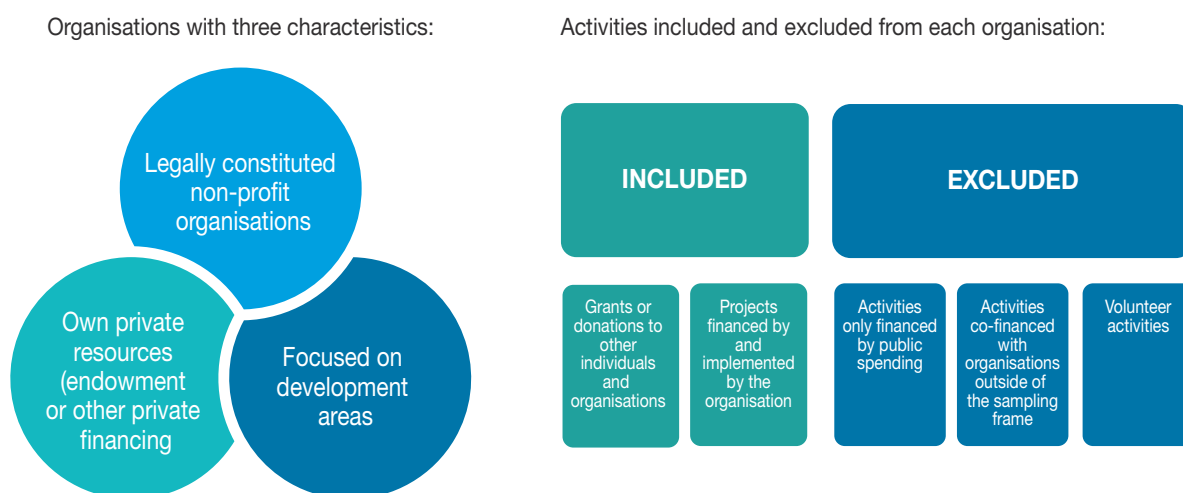 Organisations with three characteristics:
Legally constituted
non-profit
organisations
Own private
resources
(endowment
or other private
financing
Focused on
development
areas
Activities included and excluded from each organisation:
INCLUDED
EXCLUDED
Grants or
donations to
other
individuals
and
organisations
Projects
financed by
and
implemented
by the
organisation
Activities
only financed
by public
spending
Activities
co-financed
with
organisations
outside of
the sampling
frame
Volunteer
activities